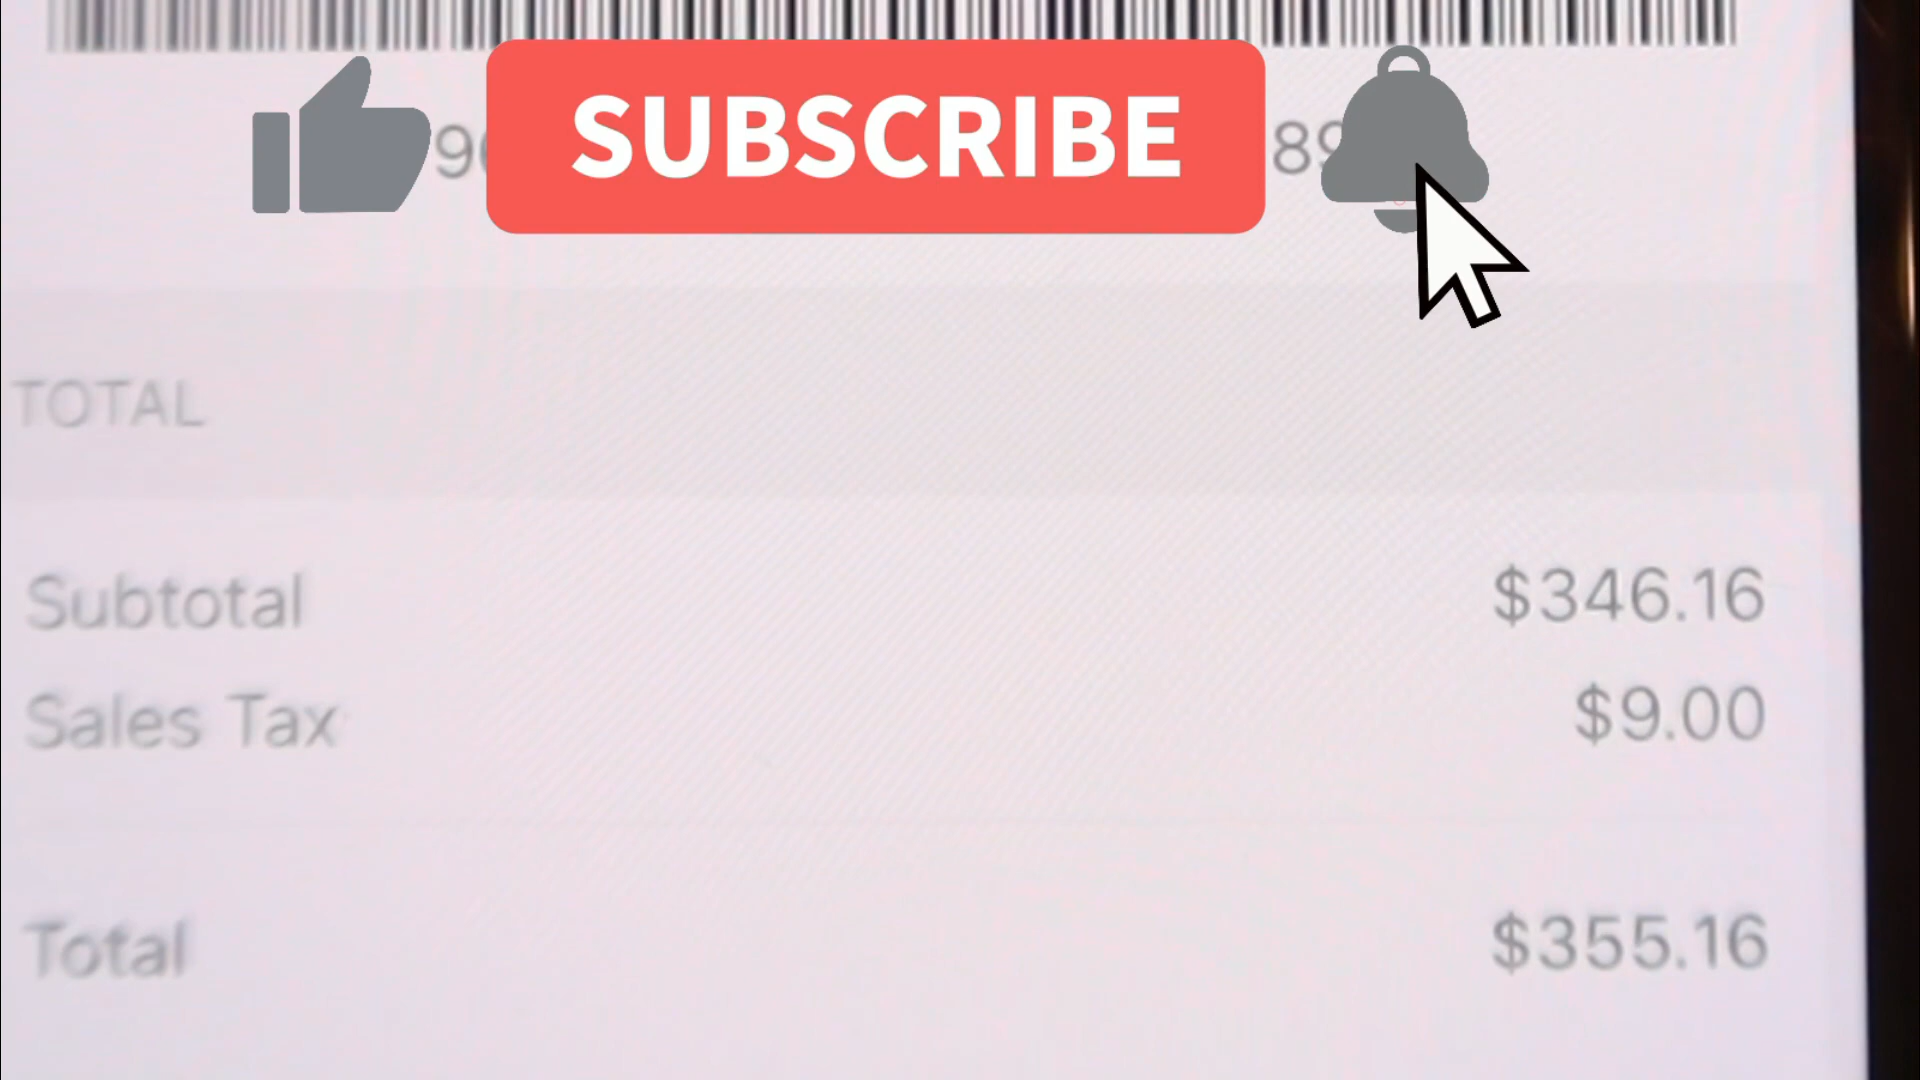 SUBSCRIBE
TOTAL
Subtotal $346.16
Sales Tax $9.00
Total $355.16